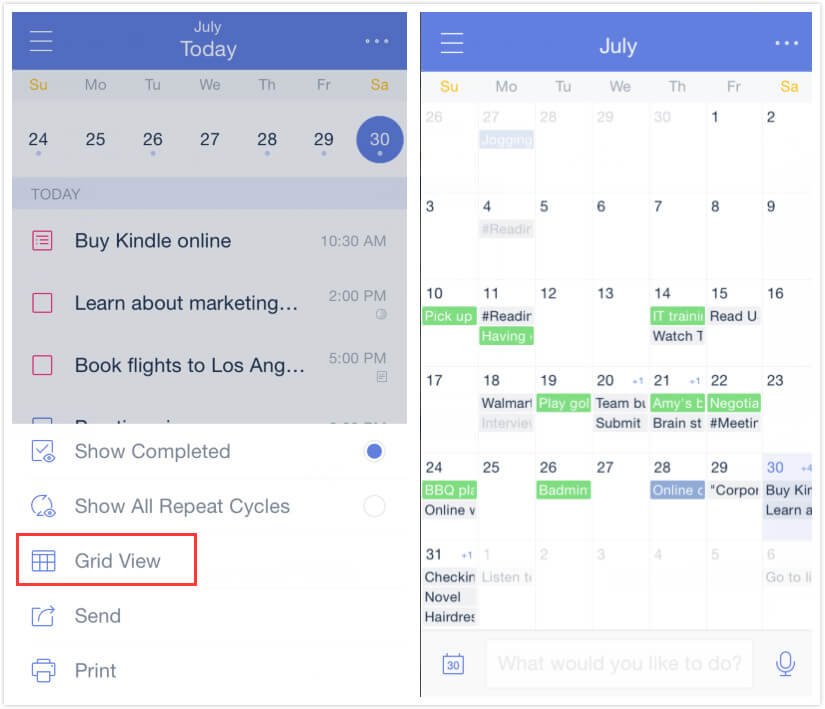 July
Today
Su Mo Tu We Th Fr Sa
24 25 26 27 28 29 30
TODAY
Buy Kindle online 10:30 AM
Learn about marketing... 2:00 PM
Book flights to Los Ang... 5:00 PM
Show Completed
Show All Repeat Cycles
Grid View
Send
Print
July
Su Mo Tu We Th Fr Sa
26 27 28 29 30 1 2
Jogging
3 4 5 6 7 8 9
#Readin
10 11 12 13 14 15 16
Pick up #Readin IT traini Read U
Having Watch T
17 18 19 20 +1 21 +1 22 23
Walmart Play gol Team bu Amy's b Negotia
Interview Submit Brain st #Meetin
24 25 26 27 28 29 30 +4
BBQ pla Badmint Online c "Corpor Buy Kin
Online v Learn a
31 +1 1 2 3 4 5 6
Checkin Listen to Go to li
Novel
Hairdres
30 What would you like to do?